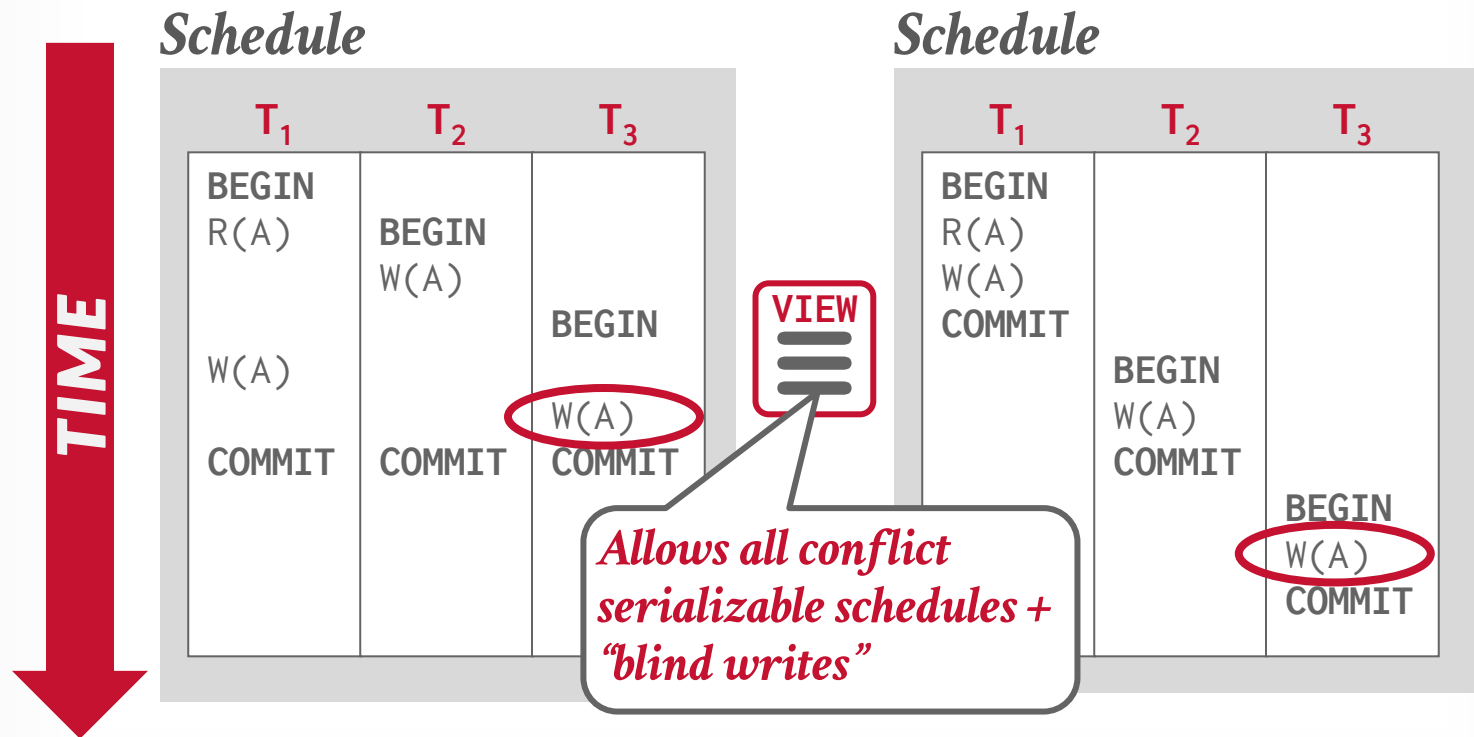 Schedule
Schedule
TIME
T₁ T₂ T₃
BEGIN
R(A) BEGIN
W(A)
BEGIN
W(A)
W(A)
COMMIT COMMIT COMMIT
VIEW
Allows all conflict
serializable schedules +
“blind writes”
T₁ T₂ T₃
BEGIN
R(A)
W(A)
COMMIT
BEGIN
W(A)
COMMIT
BEGIN
W(A)
COMMIT